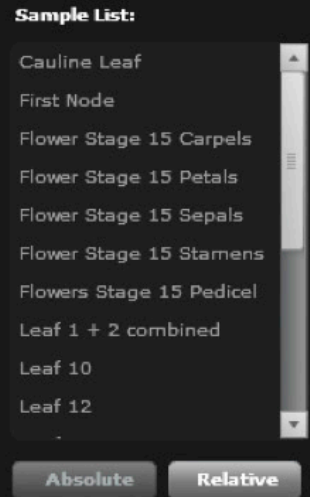 Sample List:
Cauline Leaf
First Node
Flower Stage 15 Carpels
Flower Stage 15 Petals
Flower Stage 15 Sepals
Flower Stage 15 Stamens
Flowers Stage 15 Pedicel
Leaf 1 + 2 combined
Leaf 10
Leaf 12
Absolute
Relative